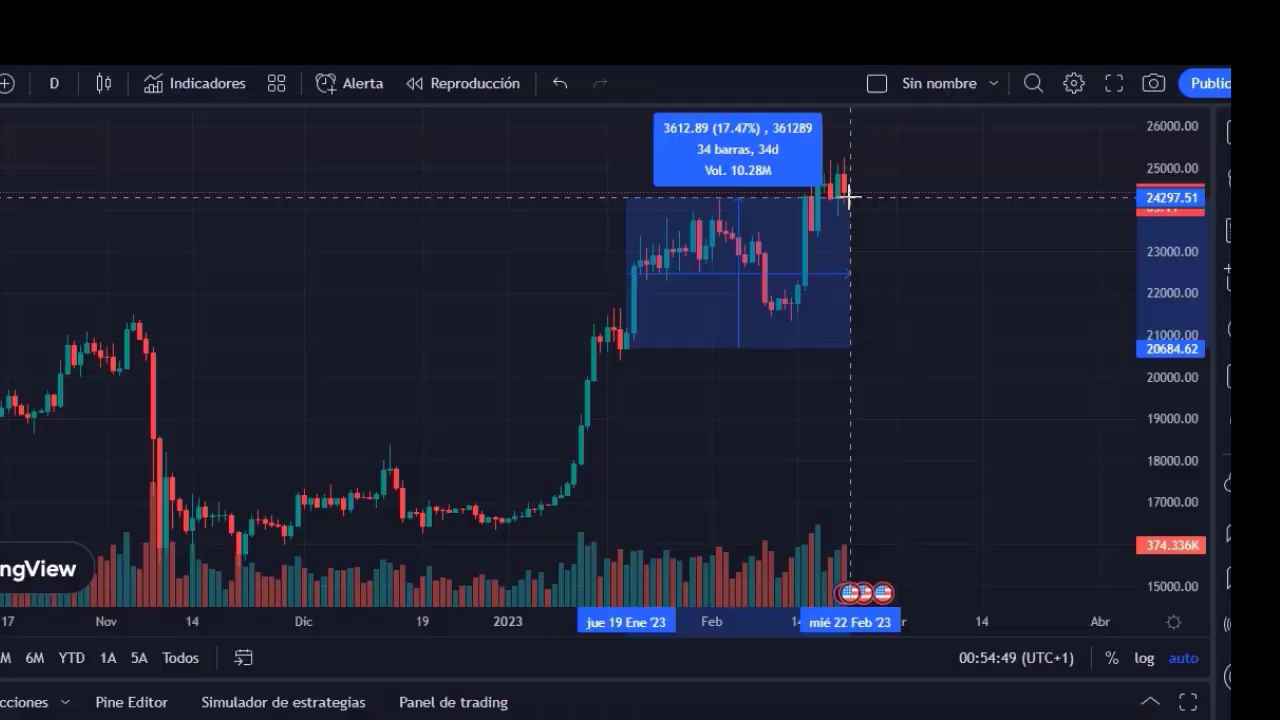 D Indicadores Alerta Reproducción Sin nombre Public
3612.89 (17.47%) , 361289
34 barras, 34d
Vol. 10.28M
26000.00
25000.00
24297.51
23000.00
22000.00
21000.00
20684.62
20000.00
19000.00
18000.00
17000.00
374.336K
15000.00
ngView
17 Nov 14 Dic 19 2023 jue 19 Ene '23 Feb 14 mié 22 Feb '23 14 Abr
M 6M YTD 1A 5A Todos 00:54:49 (UTC+1) % log auto
cciones Pine Editor Simulador de estrategias Panel de trading